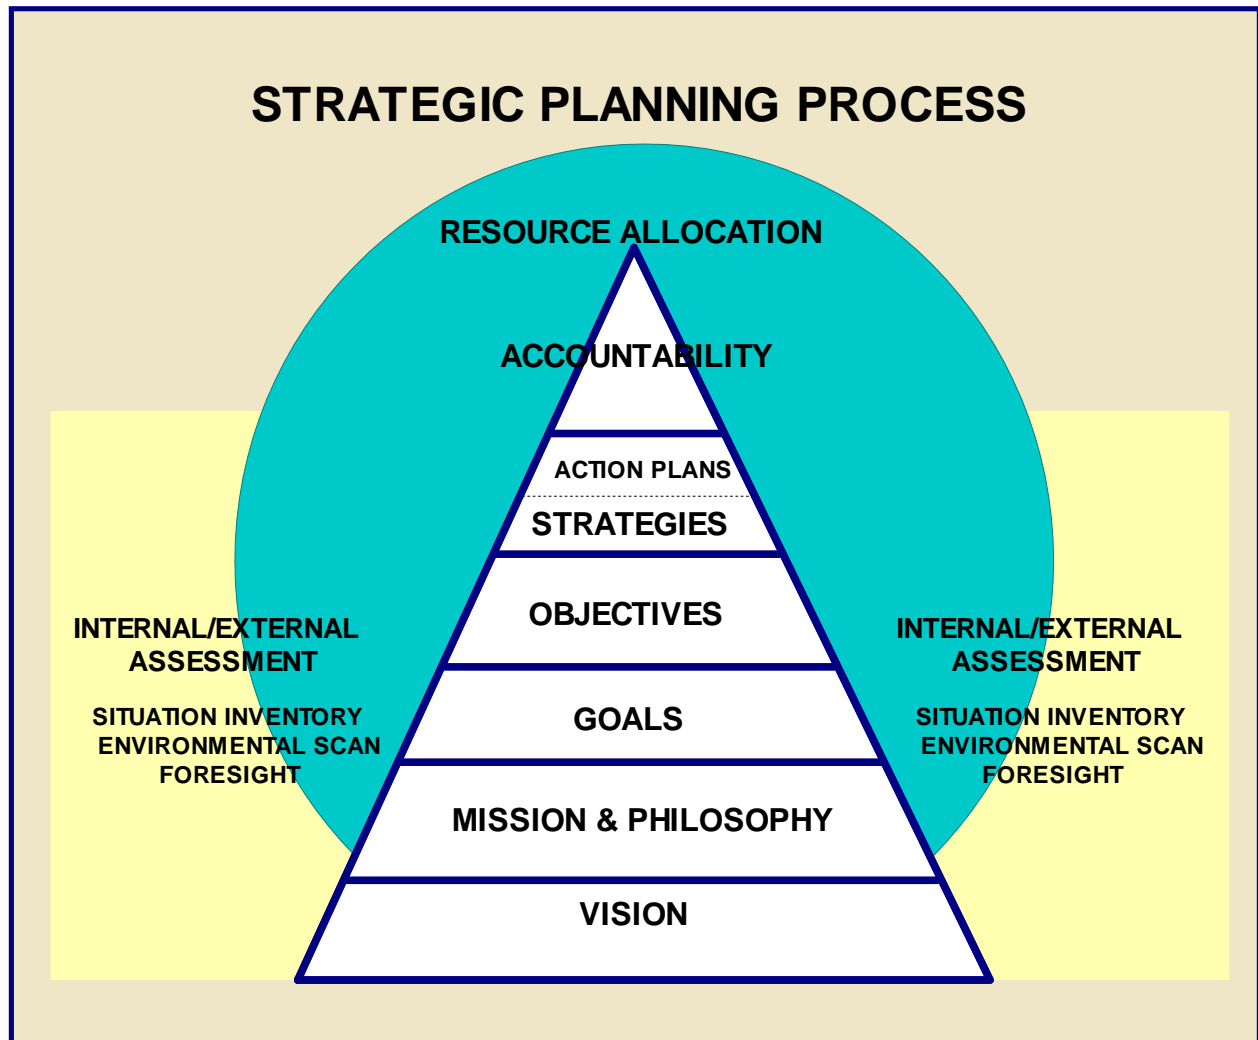 STRATEGIC PLANNING PROCESS
RESOURCE ALLOCATION
ACCOUNTABILITY
ACTION PLANS
STRATEGIES
OBJECTIVES
GOALS
MISSION & PHILOSOPHY
VISION
INTERNAL/EXTERNAL
ASSESSMENT
SITUATION INVENTORY
ENVIRONMENTAL SCAN
FORESIGHT
INTERNAL/EXTERNAL
ASSESSMENT
SITUATION INVENTORY
ENVIRONMENTAL SCAN
FORESIGHT